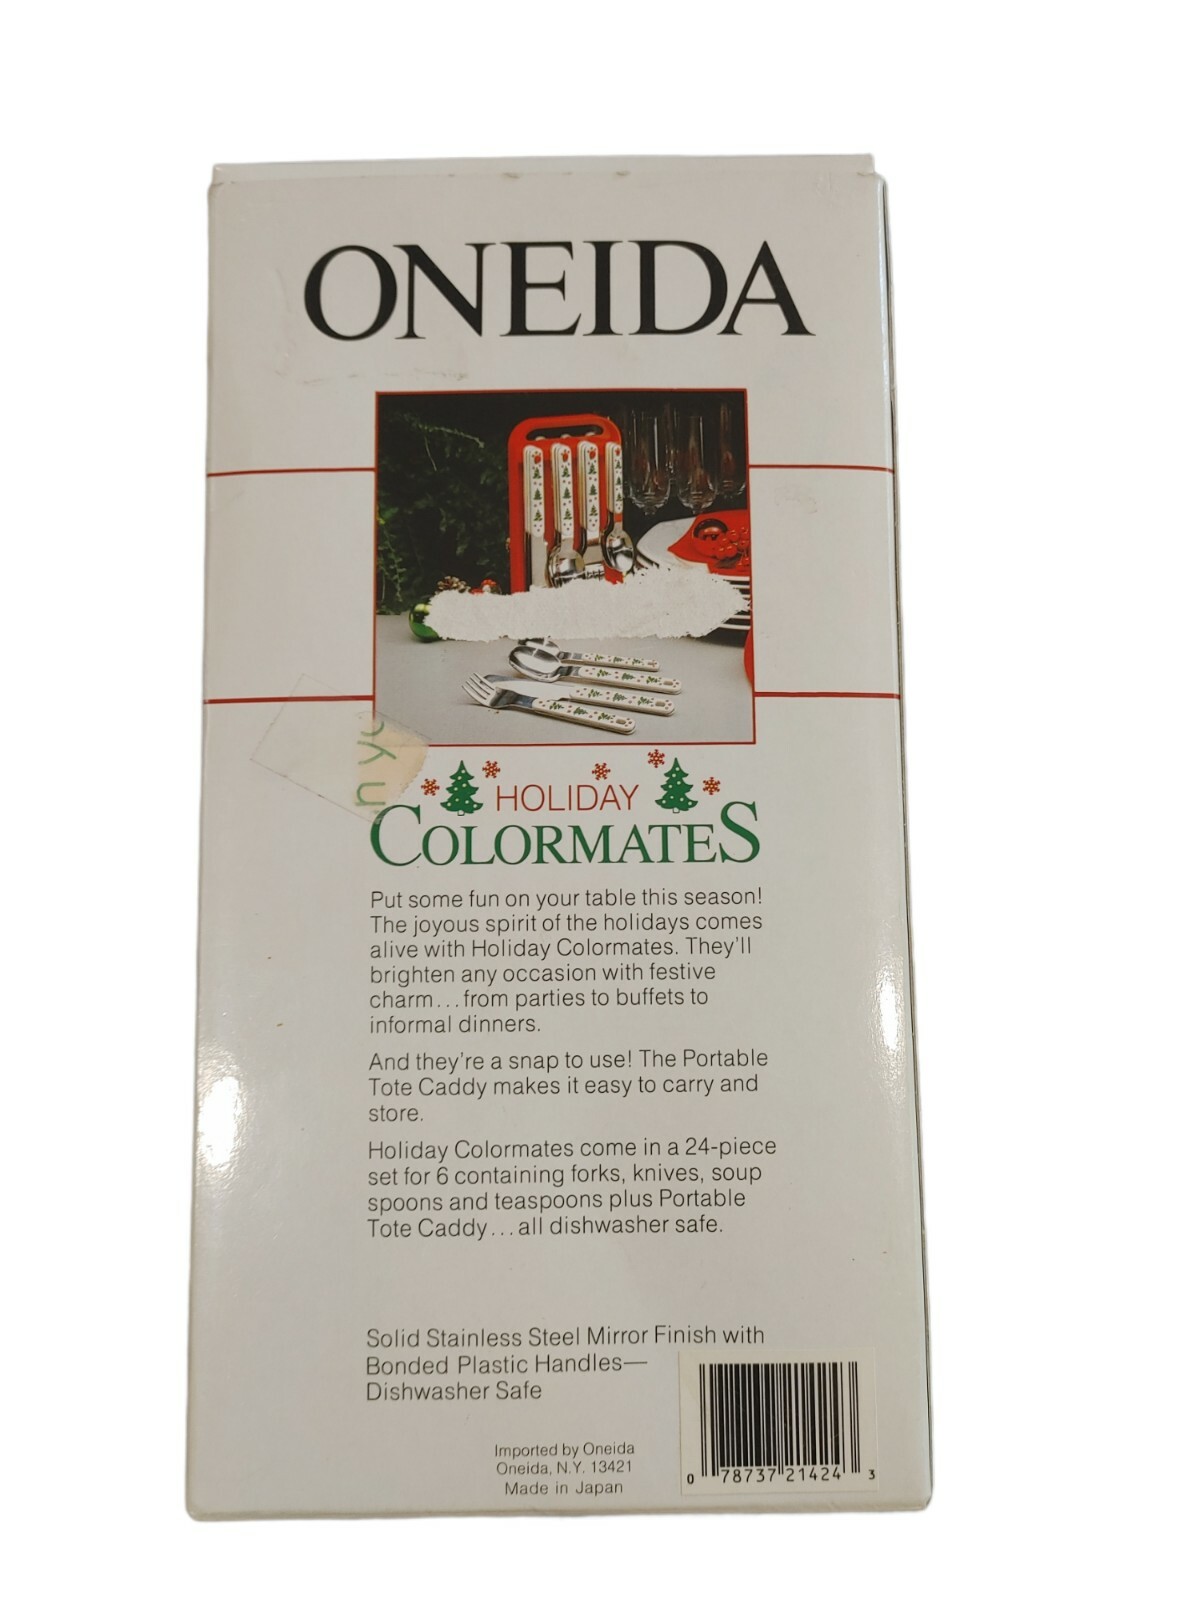 ONEIDA
HOLIDAY
COLORMATES
Put some fun on your table this season!
The joyous spirit of the holidays comes
alive with Holiday Colormates. They'll
brighten any occasion with festive
charm...from parties to buffets to
informal dinners.
And they're a snap to use! The Portable
Tote Caddy makes it easy to carry and
store.
Holiday Colormates come in a 24-piece
set for 6 containing forks, knives, soup
spoons and teaspoons plus Portable
Tote Caddy...all dishwasher safe.
Solid Stainless Steel Mirror Finish with
Bonded Plastic Handles—
Dishwasher Safe
Imported by Oneida
Oneida, N.Y. 13421
Made in Japan
0 78737 21424 3